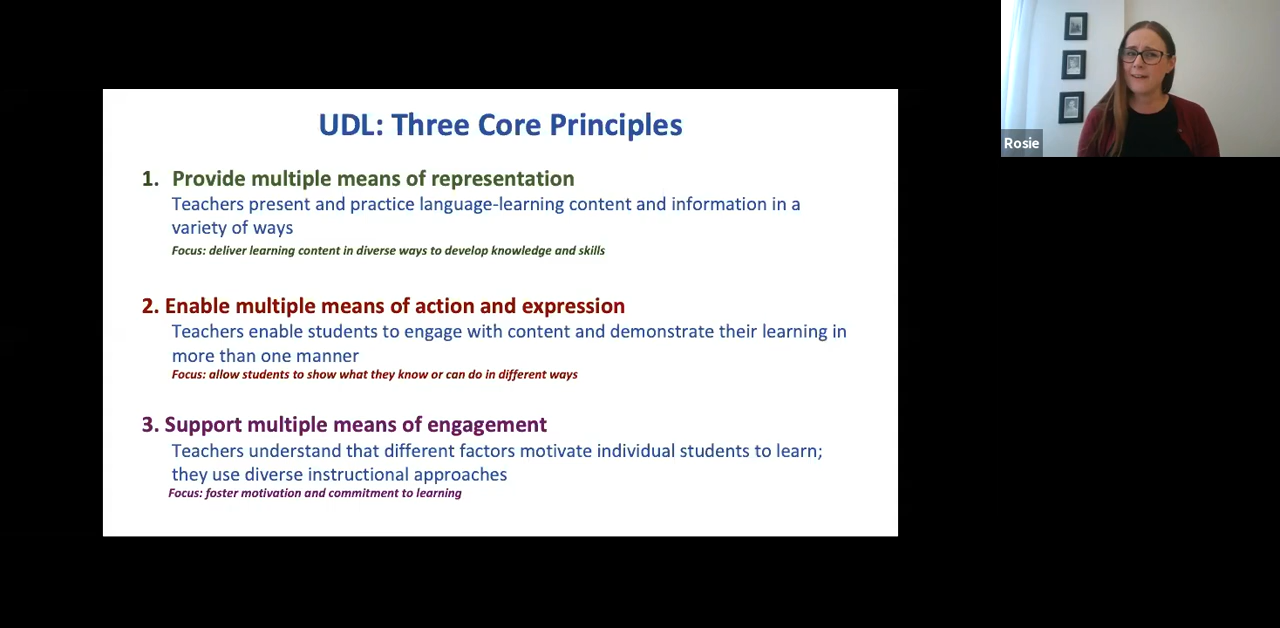 UDL: Three Core Principles
1. Provide multiple means of representation
Teachers present and practice language-learning content and information in a
variety of ways
Focus: deliver learning content in diverse ways to develop knowledge and skills
2. Enable multiple means of action and expression
Teachers enable students to engage with content and demonstrate their learning in
more than one manner
Focus: allow students to show what they know or can do in different ways
3. Support multiple means of engagement
Teachers understand that different factors motivate individual students to learn;
they use diverse instructional approaches
Focus: foster motivation and commitment to learning
Rosie